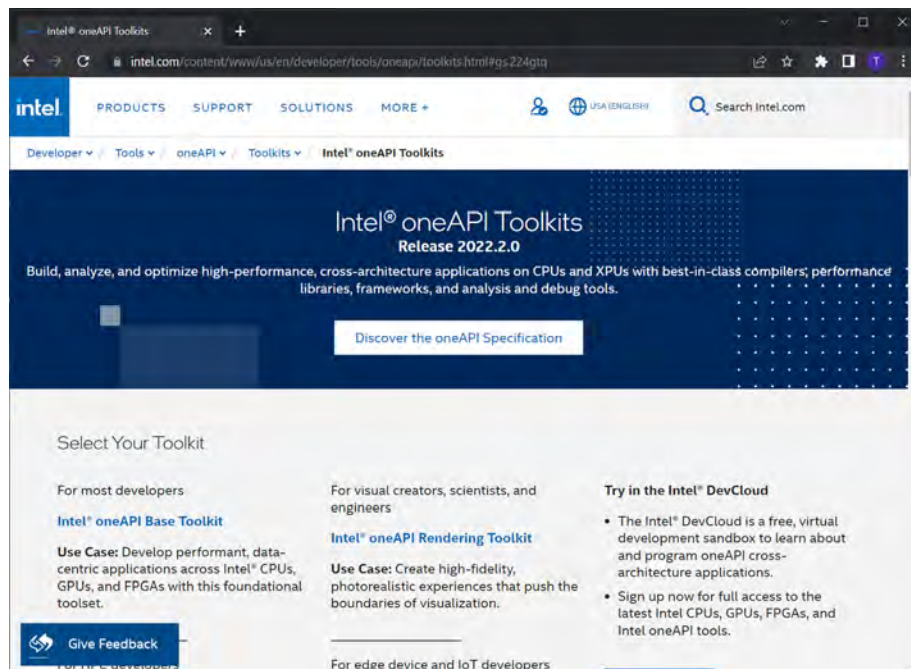 Intel® oneAPI Toolkits
intel.com/content/www/us/en/developer/tools/oneapi/toolkits.html#gs.224gtq
T
intel.
PRODUCTS SUPPORT SOLUTIONS MORE +
USA (ENGLISH)
Search Intel.com
Developer / Tools / oneAPI / Toolkits / Intel® oneAPI Toolkits
Intel® oneAPI Toolkits
Release 2022.2.0
Build, analyze, and optimize high-performance, cross-architecture applications on CPUs and XPUs with best-in-class compilers, performance
libraries, frameworks, and analysis and debug tools.
Discover the oneAPI Specification
Select Your Toolkit
For most developers
Intel® oneAPI Base Toolkit
Use Case: Develop performant, data-
centric applications across Intel® CPUs,
GPUs, and FPGAs with this foundational
toolset.
For visual creators, scientists, and
engineers
Intel® oneAPI Rendering Toolkit
Use Case: Create high-fidelity,
photorealistic experiences that push the
boundaries of visualization.
Try in the Intel® DevCloud
• The Intel® DevCloud is a free, virtual
development sandbox to learn about
and program oneAPI cross-
architecture applications.
• Sign up now for full access to the
latest Intel CPUs, GPUs, FPGAs, and
Intel oneAPI tools.
Give Feedback
For HPC developers
For edge device and IoT developers